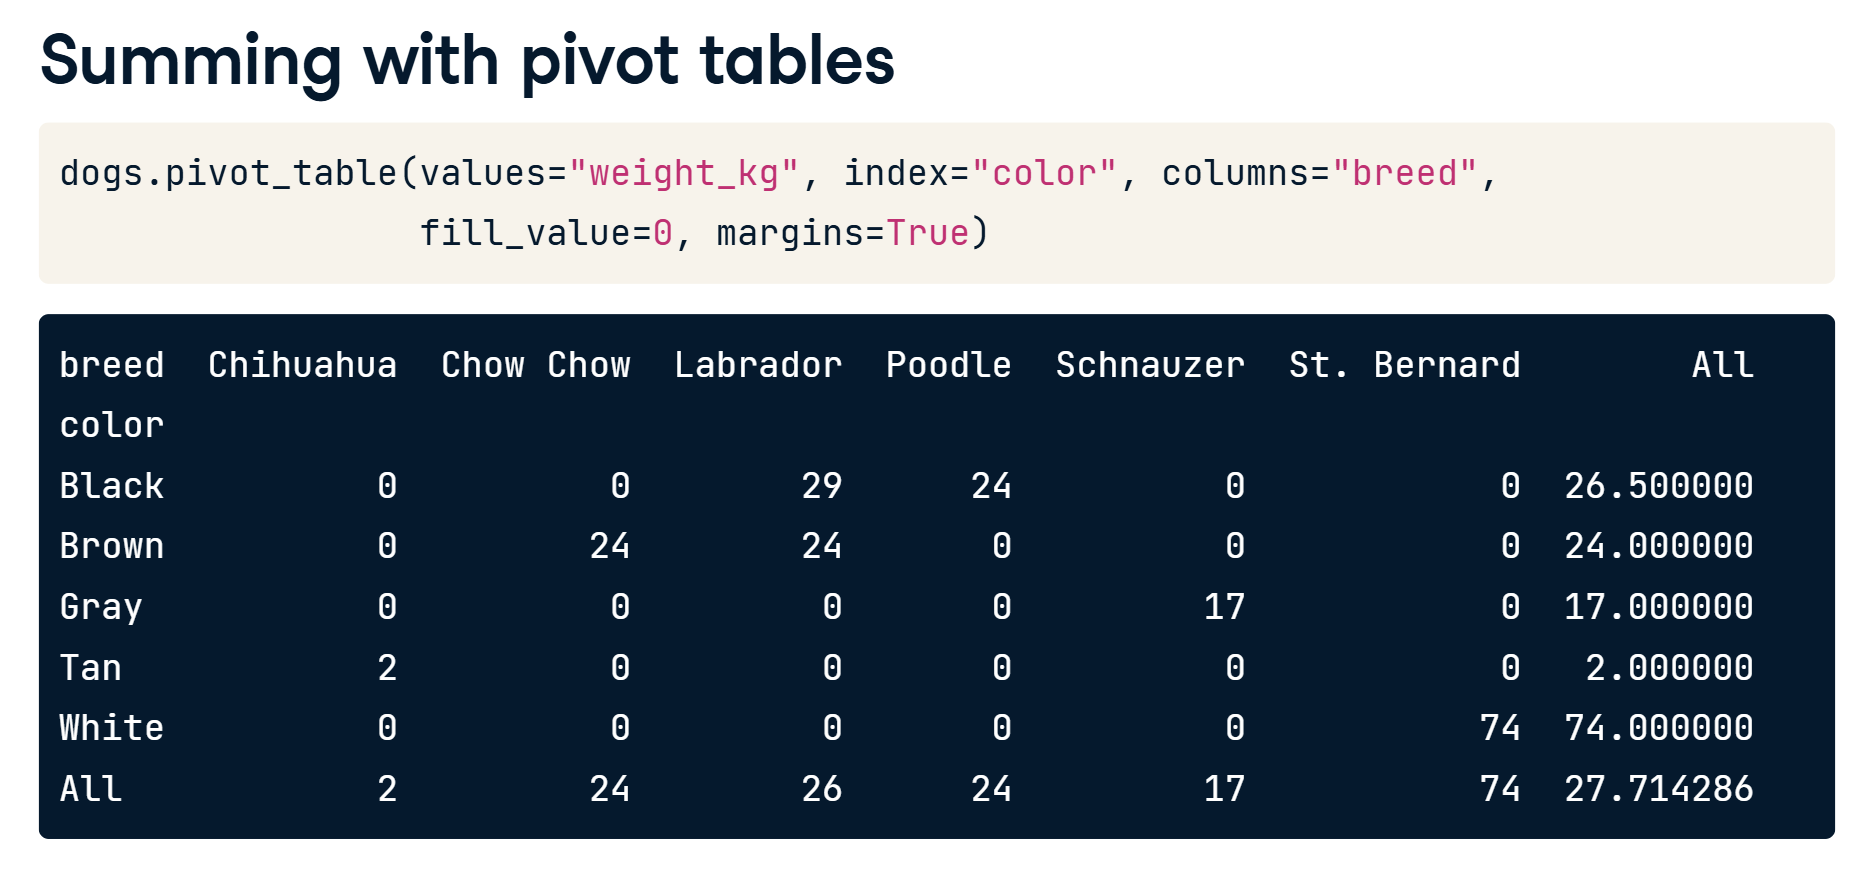 Summing with pivot tables
dogs.pivot_table(values="weight_kg", index="color", columns="breed",
                 fill_value=0, margins=True)
breed  Chihuahua  Chow Chow  Labrador  Poodle  Schnauzer  St. Bernard        All
color
Black          0          0        29      24          0            0  26.500000
Brown          0         24        24       0          0            0  24.000000
Gray           0          0         0       0         17            0  17.000000
Tan            2          0         0       0          0            0   2.000000
White          0          0         0       0          0           74  74.000000
All            2         24        26      24         17           74  27.714286